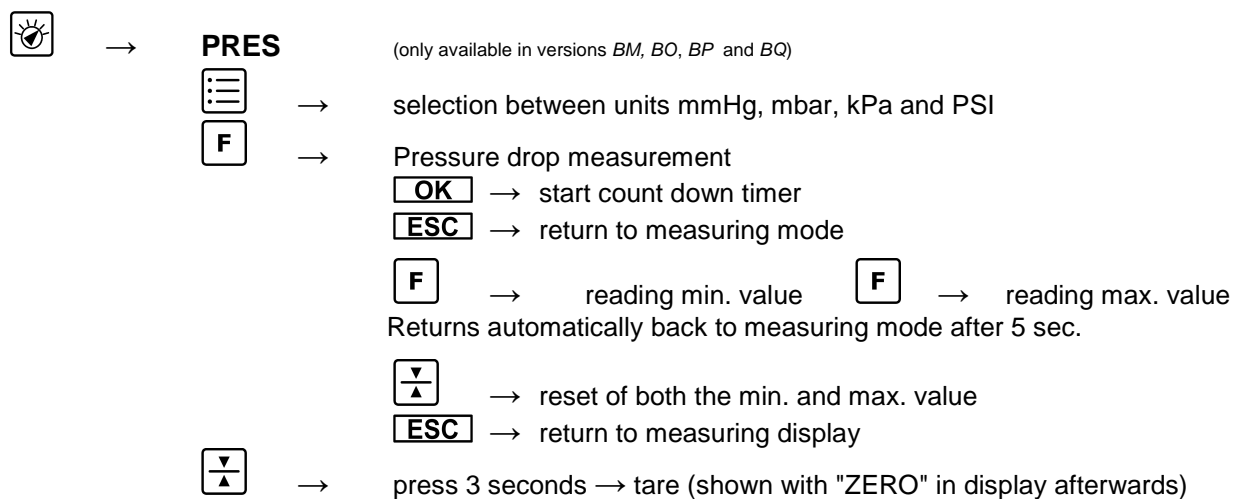 → PRES (only available in versions BM, BO, BP and BQ)
→ selection between units mmHg, mbar, kPa and PSI
F → Pressure drop measurement
OK → start count down timer
ESC → return to measuring mode
F → reading min. value F → reading max. value
Returns automatically back to measuring mode after 5 sec.
→ reset of both the min. and max. value
ESC → return to measuring display
→ press 3 seconds → tare (shown with "ZERO" in display afterwards)